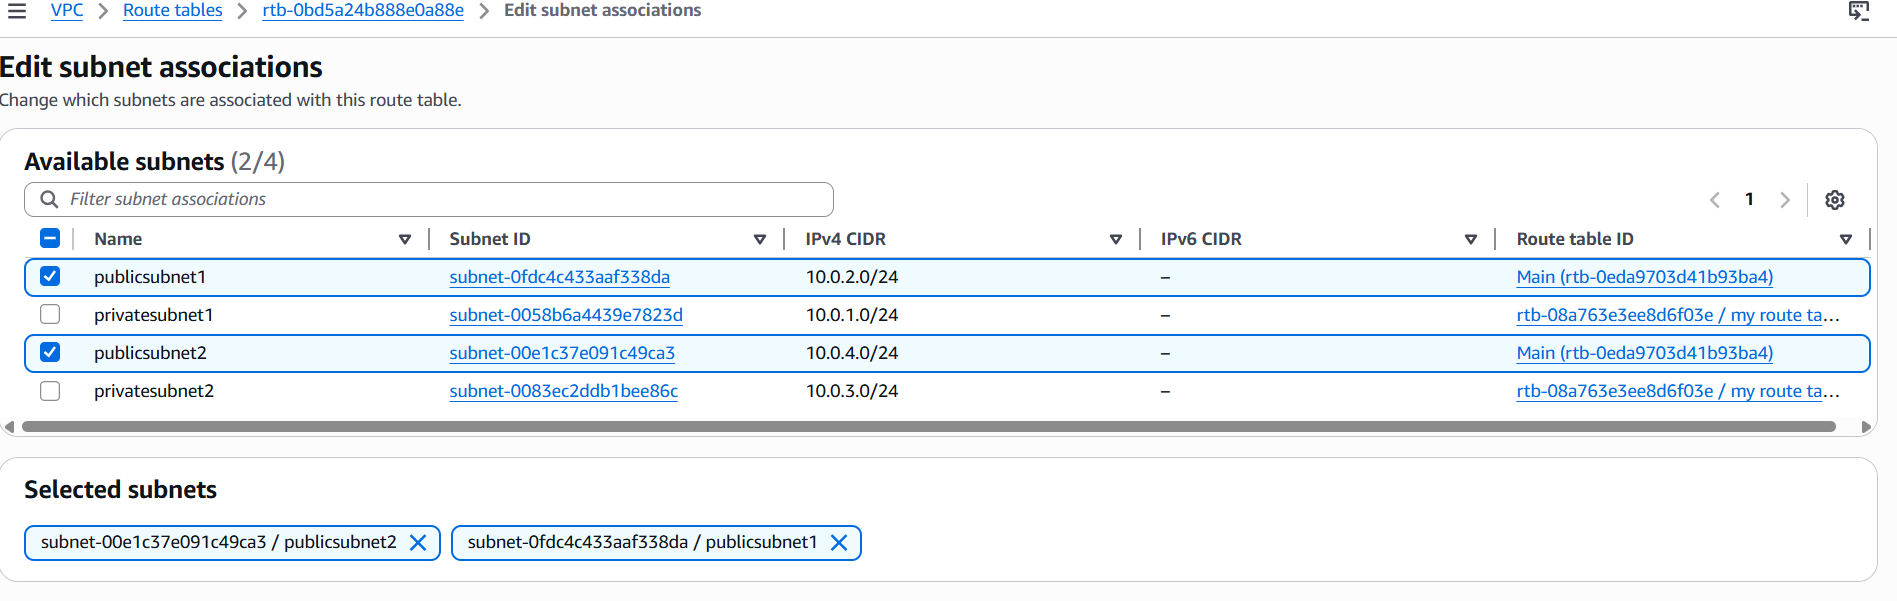 VPC > Route tables > rtb-0bd5a24b888e0a88e > Edit subnet associations
Edit subnet associations
Change which subnets are associated with this route table.
Available subnets (2/4)
Filter subnet associations
1
Name Subnet ID IPv4 CIDR IPv6 CIDR Route table ID
publicsubnet1 subnet-0fdc4c433aaf338da 10.0.2.0/24 – Main (rtb-0eda9703d41b93ba4)
privatesubnet1 subnet-0058b6a4439e7823d 10.0.1.0/24 – rtb-08a763e3ee8d6f03e / my route ta…
publicsubnet2 subnet-00e1c37e091c49ca3 10.0.4.0/24 – Main (rtb-0eda9703d41b93ba4)
privatesubnet2 subnet-0083ec2ddb1bee86c 10.0.3.0/24 – rtb-08a763e3ee8d6f03e / my route ta…
Selected subnets
subnet-00e1c37e091c49ca3 / publicsubnet2 subnet-0fdc4c433aaf338da / publicsubnet1